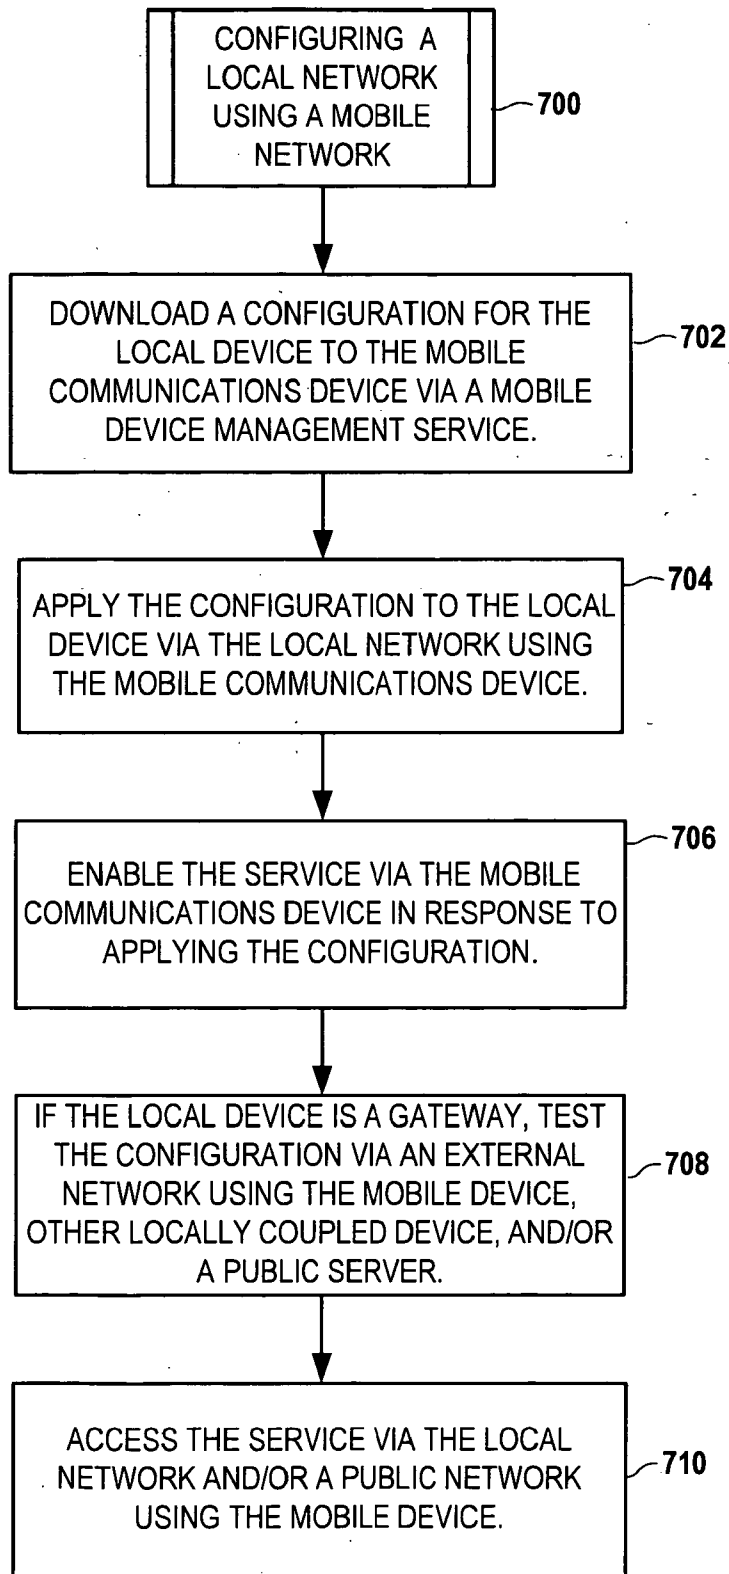 CONFIGURING A
LOCAL NETWORK
USING A MOBILE
NETWORK
700
DOWNLOAD A CONFIGURATION FOR THE
LOCAL DEVICE TO THE MOBILE
COMMUNICATIONS DEVICE VIA A MOBILE
DEVICE MANAGEMENT SERVICE.
702
APPLY THE CONFIGURATION TO THE LOCAL
DEVICE VIA THE LOCAL NETWORK USING
THE MOBILE COMMUNICATIONS DEVICE.
704
ENABLE THE SERVICE VIA THE MOBILE
COMMUNICATIONS DEVICE IN RESPONSE TO
APPLYING THE CONFIGURATION.
706
IF THE LOCAL DEVICE IS A GATEWAY, TEST
THE CONFIGURATION VIA AN EXTERNAL
NETWORK USING THE MOBILE DEVICE,
OTHER LOCALLY COUPLED DEVICE, AND/OR
A PUBLIC SERVER.
708
ACCESS THE SERVICE VIA THE LOCAL
NETWORK AND/OR A PUBLIC NETWORK
USING THE MOBILE DEVICE.
710